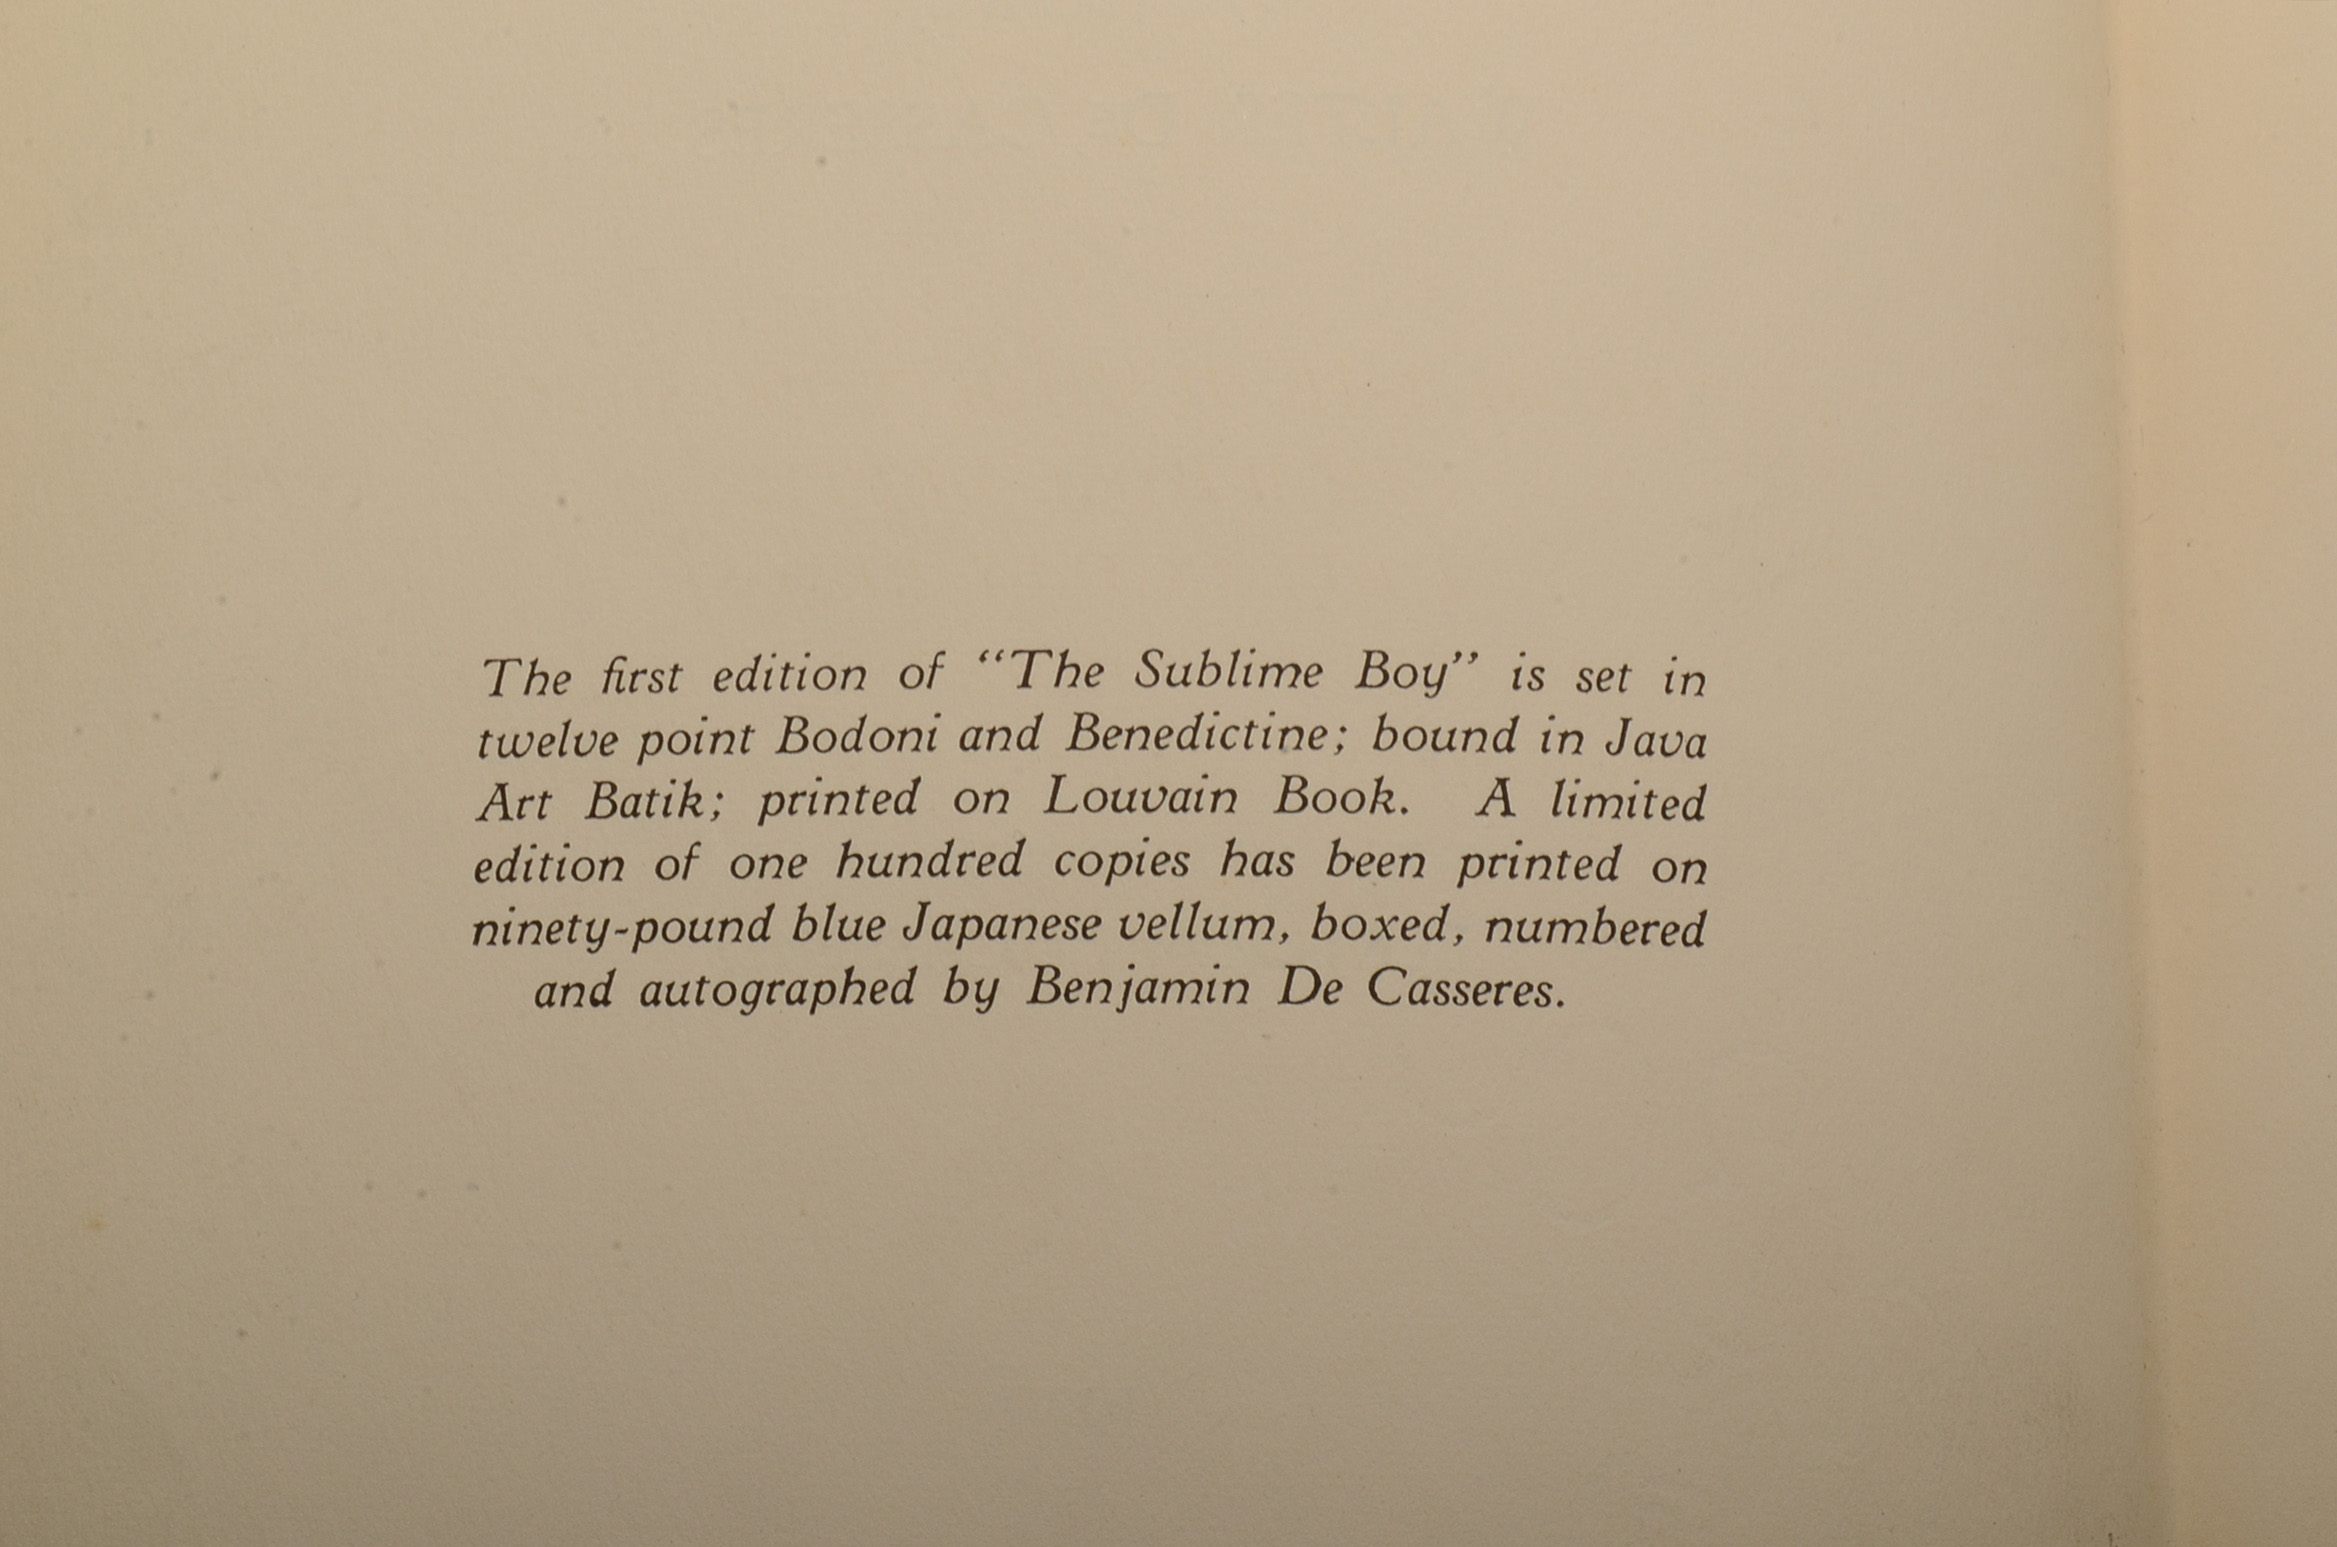 The first edition of “The Sublime Boy” is set in
twelve point Bodoni and Benedictine; bound in Java
Art Batik; printed on Louvain Book. A limited
edition of one hundred copies has been printed on
ninety-pound blue Japanese vellum, boxed, numbered
and autographed by Benjamin De Casseres.